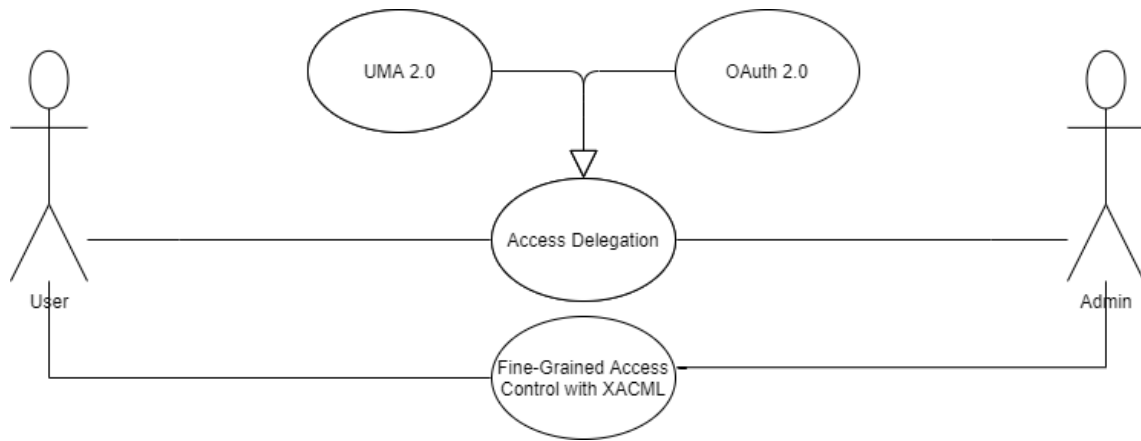 UMA 2.0
OAuth 2.0
Access Delegation
User
Admin
Fine-Grained Access
Control with XACML